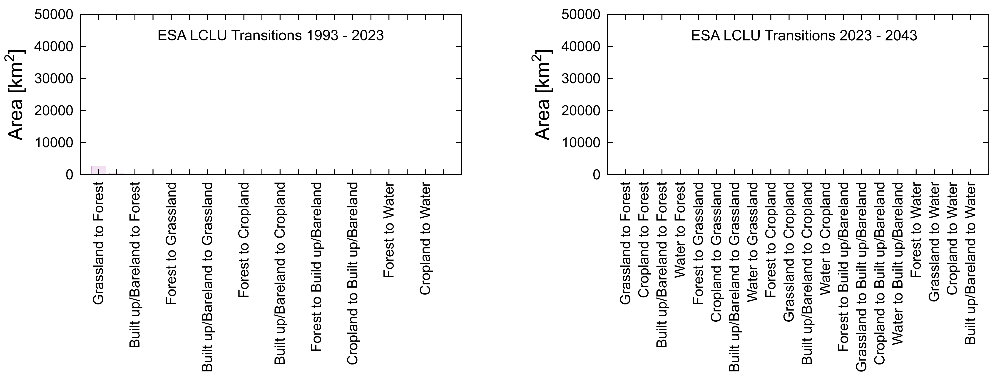 ESA LCLU Transitions 1993 - 2023
Area [km²]
50000
40000
30000
20000
10000
0
Grassland to Forest
Built up/Bareland to Forest
Forest to Grassland
Built up/Bareland to Grassland
Forest to Cropland
Built up/Bareland to Cropland
Forest to Build up/Bareland
Cropland to Built up/Bareland
Forest to Water
Cropland to Water
ESA LCLU Transitions 2023 - 2043
Area [km²]
50000
40000
30000
20000
10000
0
Grassland to Forest
Cropland to Forest
Built up/Bareland to Forest
Water to Forest
Forest to Grassland
Cropland to Grassland
Built up/Bareland to Grassland
Water to Grassland
Forest to Cropland
Grassland to Cropland
Built up/Bareland to Cropland
Water to Cropland
Forest to Build up/Bareland
Grassland to Built up/Bareland
Cropland to Built up/Bareland
Water to Built up/Bareland
Forest to Water
Grassland to Water
Cropland to Water
Built up/Bareland to Water